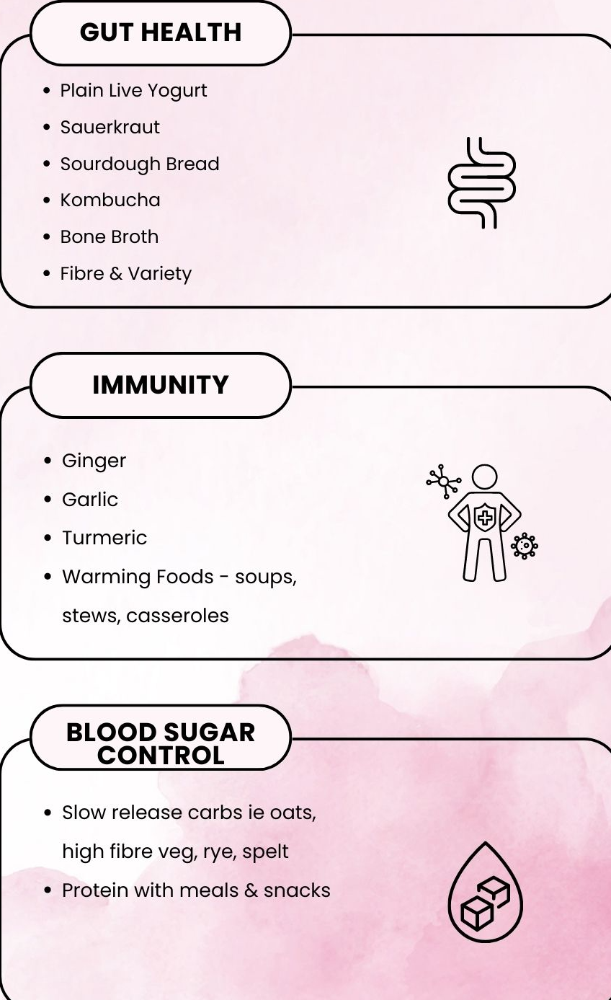 GUT HEALTH
• Plain Live Yogurt
• Sauerkraut
• Sourdough Bread
• Kombucha
• Bone Broth
• Fibre & Variety
IMMUNITY
• Ginger
• Garlic
• Turmeric
• Warming Foods - soups,
stews, casseroles
BLOOD SUGAR
CONTROL
• Slow release carbs ie oats,
high fibre veg, rye, spelt
• Protein with meals & snacks